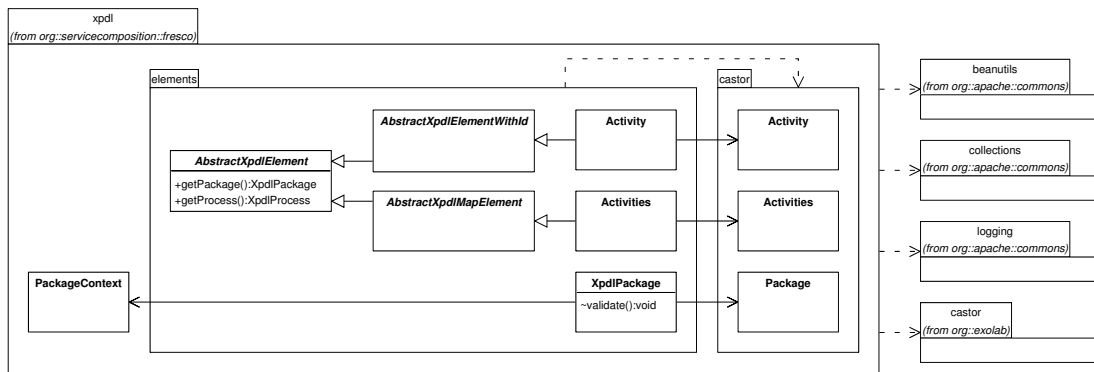 xpdl
(from org::servicecomposition::fresco)
elements
castor
AbstractXpdlElementWithId
Activity
Activity
AbstractXpdlElement
+getPackage():XpdlPackage
+getProcess():XpdlProcess
AbstractXpdlMapElement
Activities
Activities
PackageContext
XpdlPackage
~validate():void
Package
beanutils
(from org::apache::commons)
collections
(from org::apache::commons)
logging
(from org::apache::commons)
castor
(from org::exolab)